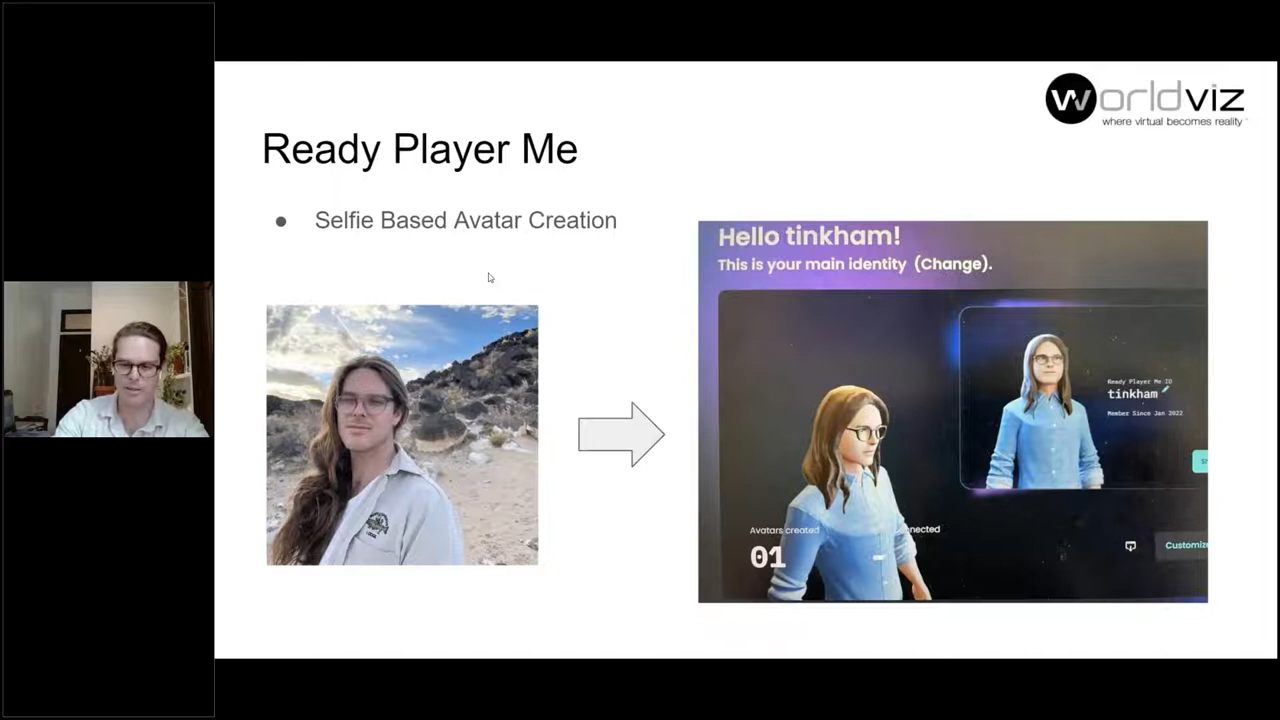 worldviz
where virtual becomes reality
Ready Player Me
● Selfie Based Avatar Creation
Hello tinkham!
This is your main identity (Change).
Ready Player Me ID
tinkham
Member Since Jan 2022
Avatars created
nnected
01
Customize